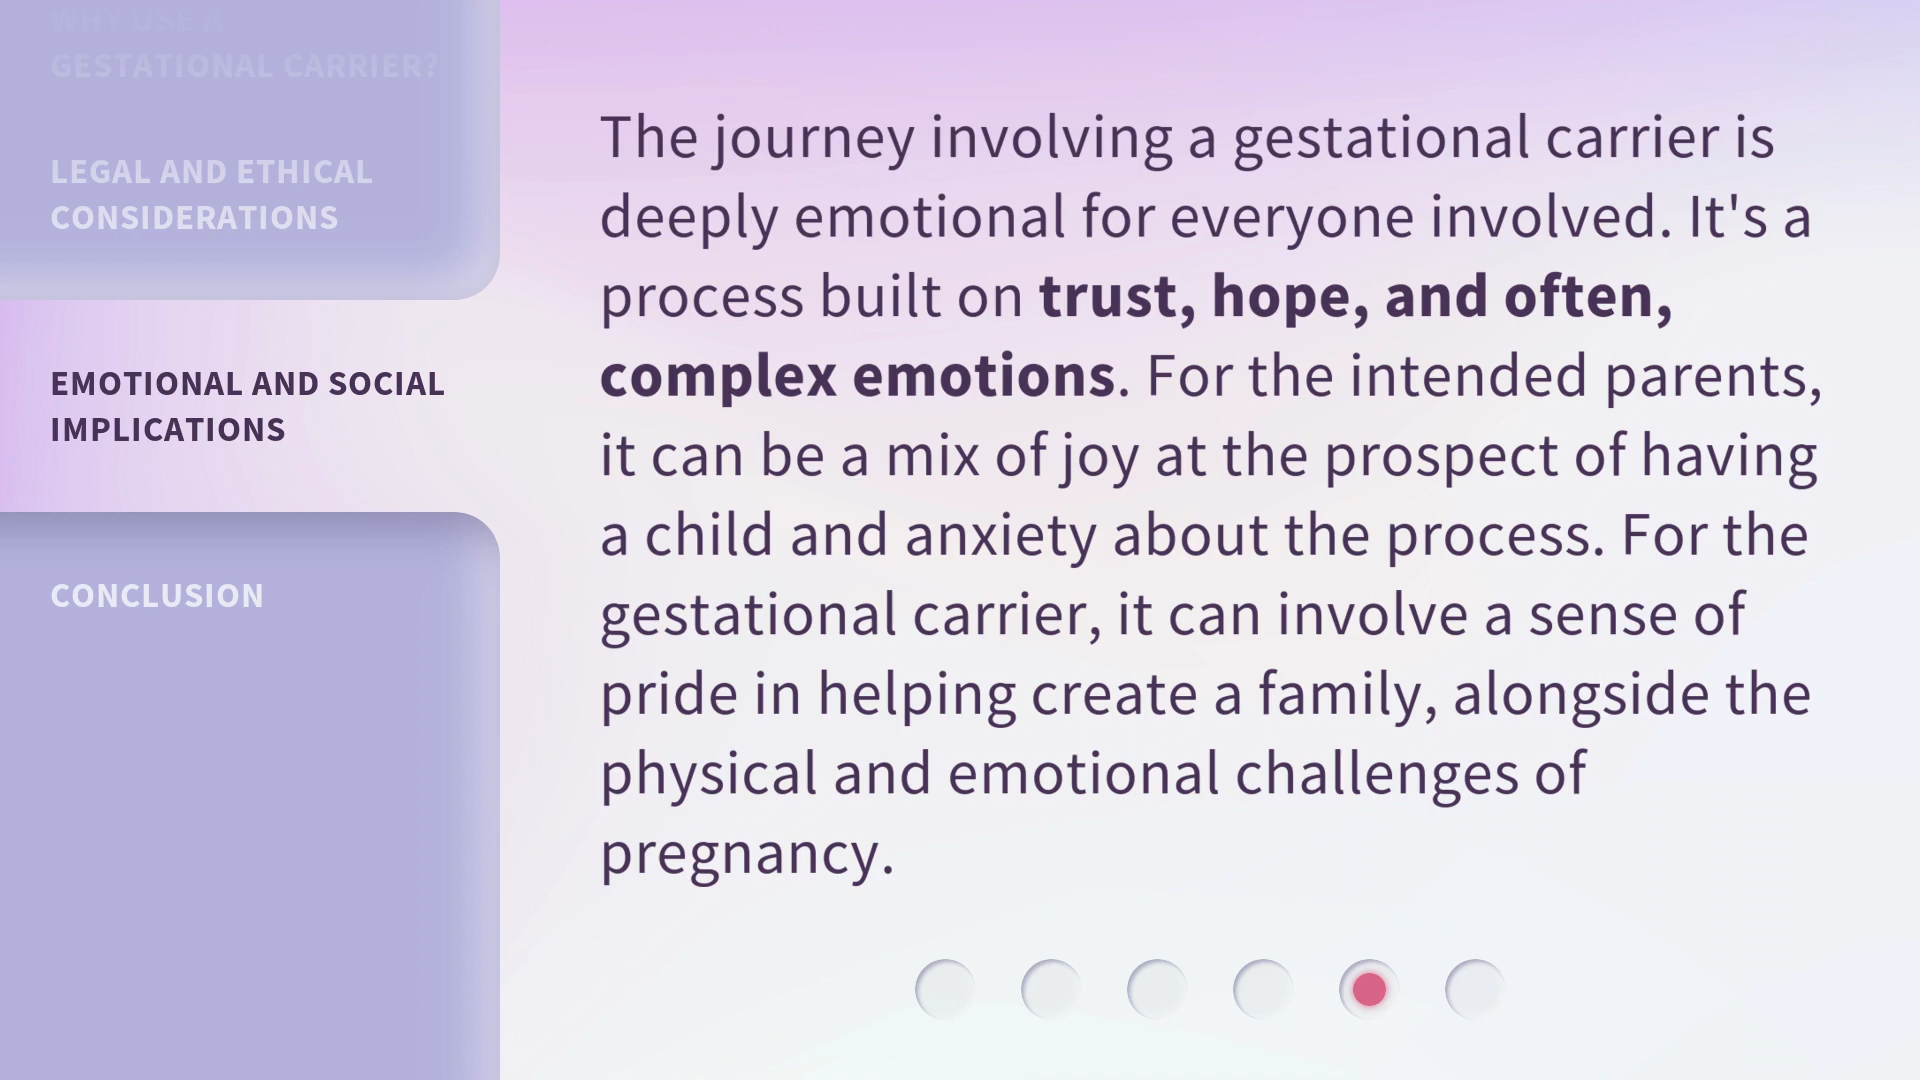 WHY USE A
GESTATIONAL CARRIER?
LEGAL AND ETHICAL
CONSIDERATIONS
EMOTIONAL AND SOCIAL
IMPLICATIONS
CONCLUSION
The journey involving a gestational carrier is
deeply emotional for everyone involved. It's a
process built on trust, hope, and often,
complex emotions. For the intended parents,
it can be a mix of joy at the prospect of having
a child and anxiety about the process. For the
gestational carrier, it can involve a sense of
pride in helping create a family, alongside the
physical and emotional challenges of
pregnancy.